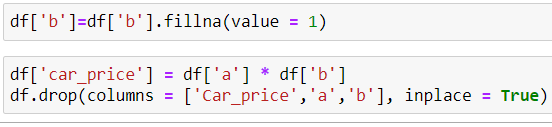 df['b']=df['b'].fillna(value = 1)
df['car_price'] = df['a'] * df['b']
df.drop(columns = ['Car_price','a','b'], inplace = True)